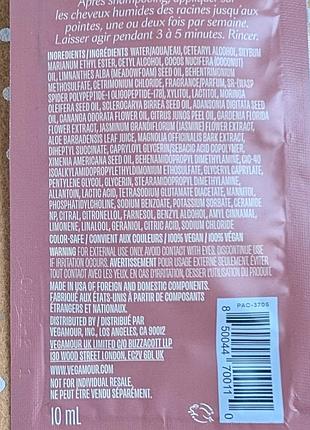 Après shampooing, appliquer sur
les cheveux humides des racines jusqu'aux
pointes, une ou deux fois par semaine.
Laisser agir pendant 3 à 5 minutes. Rincer.
INGREDIENTS/INGRÉDIENTS: WATER/AQUA/EAU, CETEARYL ALCOHOL, SILYBUM
MARIANUM ETHYL ESTER, CETYL ALCOHOL, COCOS NUCIFERA (COCONUT)
OIL, LIMNANTHES ALBA (MEADOWFOAM) SEED OIL, BEHENTRIMONIUM
METHOSULFATE, CETRIMONIUM CHLORIDE, FRAGRANCE/PARFUM, SR-
SPIDER POLYPEPTIDE-1 (OLIGOPEPTIDE-177), XYLITOL, LACTITOL, MORINGA
OLEIFERA SEED OIL, SCLEROCARYA BIRREA SEED OIL, ADANSONIA DIGITATA SEED
OIL, CANANGA ODORATA FLOWER OIL, CITRUS JUNOS PEEL OIL, GARDENIA FLORIDA
FLOWER EXTRACT, JASMINUM GRANDIFLORUM (JASMINE) FLOWER EXTRACT,
ALOE BARBADENSIS LEAF JUICE, MAGNOLIA OFFICINALIS BARK EXTRACT,
DIHEPTYL SUCCINATE, CAPRYLOYL GLYCERIN/SEBACIC ACID COPOLYMER,
XIMENIA AMERICANA SEED OIL, BEHENAMIDOPROPYL DIMETHYLAMINE, C10-40
ISOALKYLAMIDOPROPYLETHYLDIMONIUM ETHOSULFATE, GLYCERYL CAPRYLATE,
PENTYLENE GLYCOL, GLYCERIN, STEARAMIDOPROPYL DIMETHYLAMINE,
ALLANTOIN, LACTIC ACID, TETRASODIUM GLUTAMATE DIACETATE, MANNITOL,
PHOSPHATIDYLCHOLINE, SODIUM BENZOATE, POTASSIUM SORBATE, CERAMIDE
NP, CITRAL, CITRONELLOL, FARNESOL, BENZYL ALCOHOL, AMYL CINNAMAL,
LIMONENE, LINALOOL, GERANIOL, CITRIC ACID, SODIUM CHLORIDE
COLOR-SAFE / CONVIENT AUX COULEURS / 100% VEGAN / 100% VEGAN
WARNING: FOR EXTERNAL USE ONLY. AVOID CONTACT WITH EYES. DISCONTINUE USE
IF IRRITATION OCCURS. AVERTISSEMENT: POUR USAGE EXTERNE SEULEMENT.
ÉVITER TOUT CONTACT AVEC LES YEUX. EN CAS D'IRRITATION,
CESSER L'UTILISATION.
MADE IN USA OF FOREIGN AND DOMESTIC COMPONENTS.
FABRIQUÉ AUX ÉTATS-UNIS À PARTIR DE COMPOSANTS
ÉTRANGERS ET NATIONAUX
DISTRIBUTED BY / DISTRIBUÉ PAR
VEGAMOUR, INC., LOS ANGELES, CA 90012
VEGAMOUR UK LIMITED C/O BUZZACOTT LLP
130 WOOD STREET LONDON, EC2V 6DL UK
WWW.VEGAMOUR.COM
NOT FOR INDIVIDUAL RESALE.
NE PEUT ÊTRE VENDU SÉPARÉMENT.
10 mL
PAC-3705
8 50044 70011 0